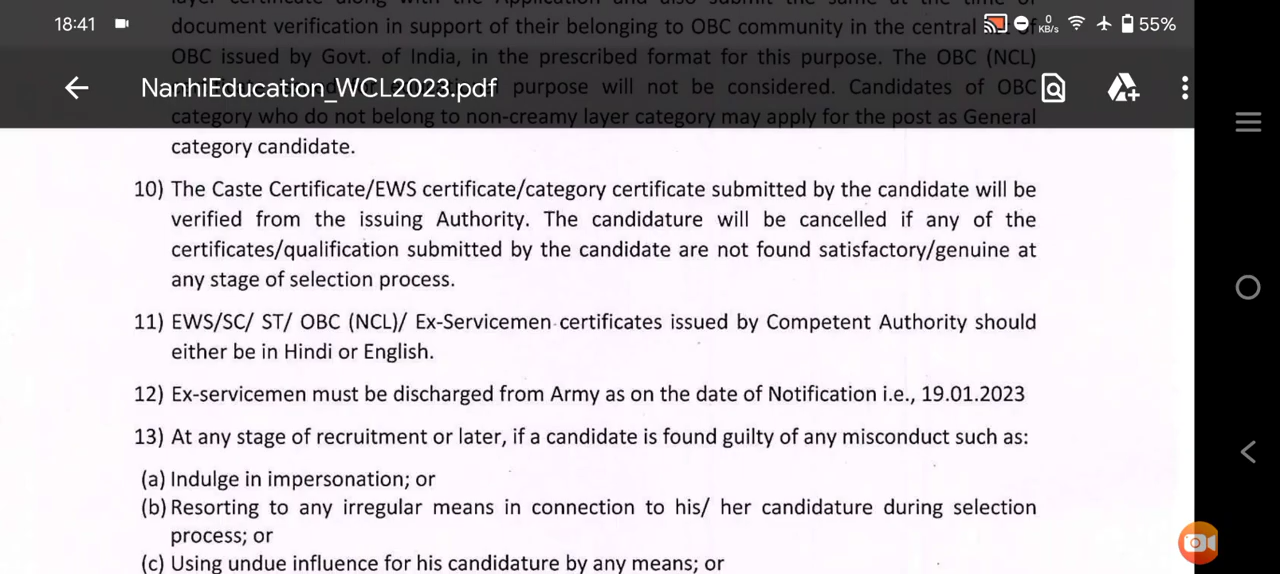 18:41
0 KB/s 55%
document verification in support of their belonging to OBC community in the central
OBC issued by Govt. of India, in the prescribed format for this purpose. The OBC (NCL)
NanhiEducation_WCL2023.pdf
purpose will not be considered. Candidates of OBC
category who do not belong to non-creamy layer category may apply for the post as General
category candidate.
10) The Caste Certificate/EWS certificate/category certificate submitted by the candidate will be
verified from the issuing Authority. The candidature will be cancelled if any of the
certificates/qualification submitted by the candidate are not found satisfactory/genuine at
any stage of selection process.
11) EWS/SC/ ST/ OBC (NCL)/ Ex-Servicemen certificates issued by Competent Authority should
either be in Hindi or English.
12) Ex-servicemen must be discharged from Army as on the date of Notification i.e., 19.01.2023
13) At any stage of recruitment or later, if a candidate is found guilty of any misconduct such as:
(a) Indulge in impersonation; or
(b) Resorting to any irregular means in connection to his/ her candidature during selection
process; or
(c) Using undue influence for his candidature by any means; or